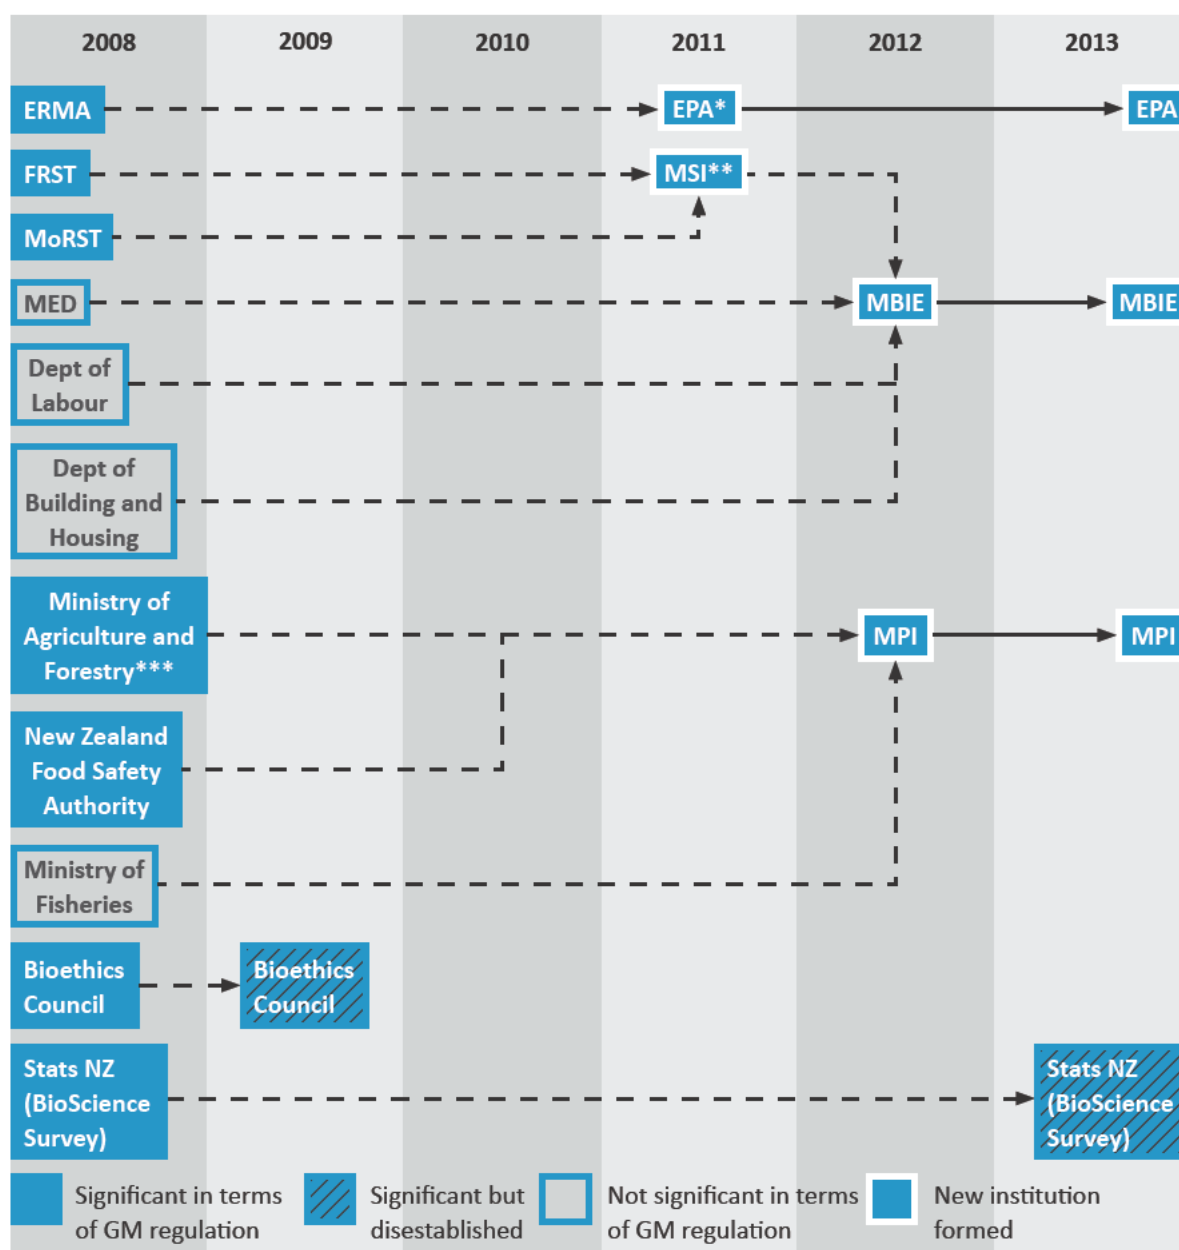 2008 2009 2010 2011 2012 2013
ERMA EPA* EPA
FRST MSI**
MoRST
MED MBIE MBIE
Dept of
Labour
Dept of
Building and
Housing
Ministry of
Agriculture and
Forestry***
MPI MPI
New Zealand
Food Safety
Authority
Ministry of
Fisheries
Bioethics
Council
Bioethics
Council
Stats NZ
(BioScience
Survey)
Stats NZ
(BioScience
Survey)
Significant in terms
of GM regulation
Significant but
disestablished
Not significant in terms
of GM regulation
New institution
formed